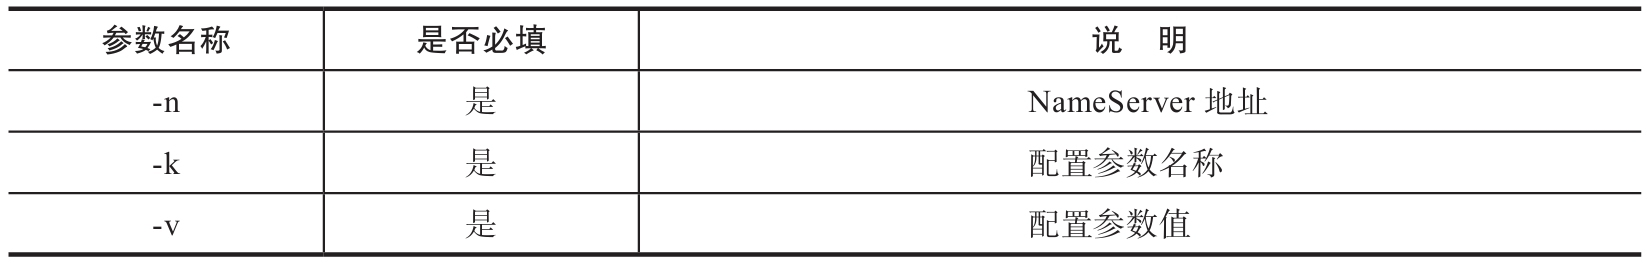 参数名称 是否必填 说 明
-n 是 NameServer 地址
-k 是 配置参数名称
-v 是 配置参数值